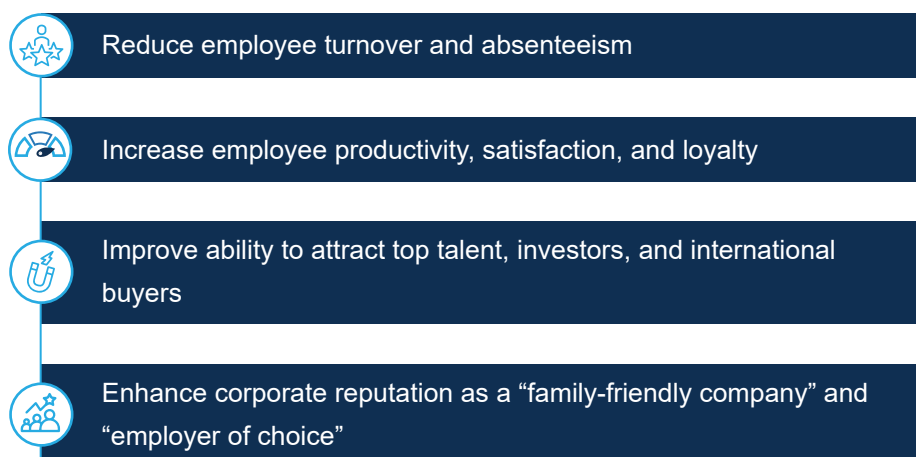 Reduce employee turnover and absenteeism
Increase employee productivity, satisfaction, and loyalty
Improve ability to attract top talent, investors, and international
buyers
Enhance corporate reputation as a “family-friendly company” and
“employer of choice”